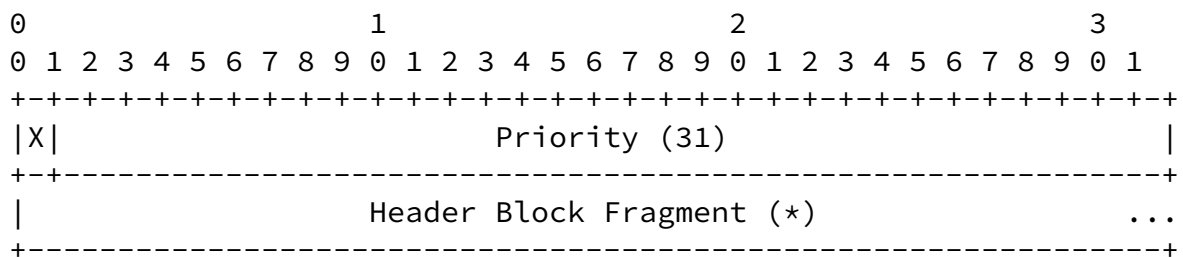 0                   1                   2                   3
0 1 2 3 4 5 6 7 8 9 0 1 2 3 4 5 6 7 8 9 0 1 2 3 4 5 6 7 8 9 0 1
+-+-+-+-+-+-+-+-+-+-+-+-+-+-+-+-+-+-+-+-+-+-+-+-+-+-+-+-+-+-+-+-+
|X|                        Priority (31)                        |
+-+-------------------------------------------------------------+
|                   Header Block Fragment (*)                 ...
+---------------------------------------------------------------+